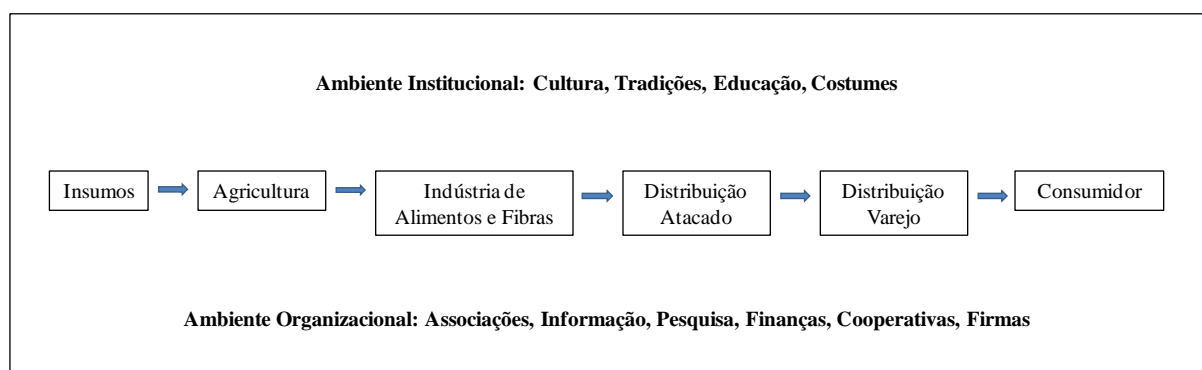 Ambiente Institucional: Cultura, Tradições, Educação, Costumes
Insumos
Agricultura
Indústria de
Alimentos e Fibras
Distribuição
Atacado
Distribuição
Varejo
Consumidor
Ambiente Organizacional: Associações, Informação, Pesquisa, Finanças, Cooperativas, Firmas